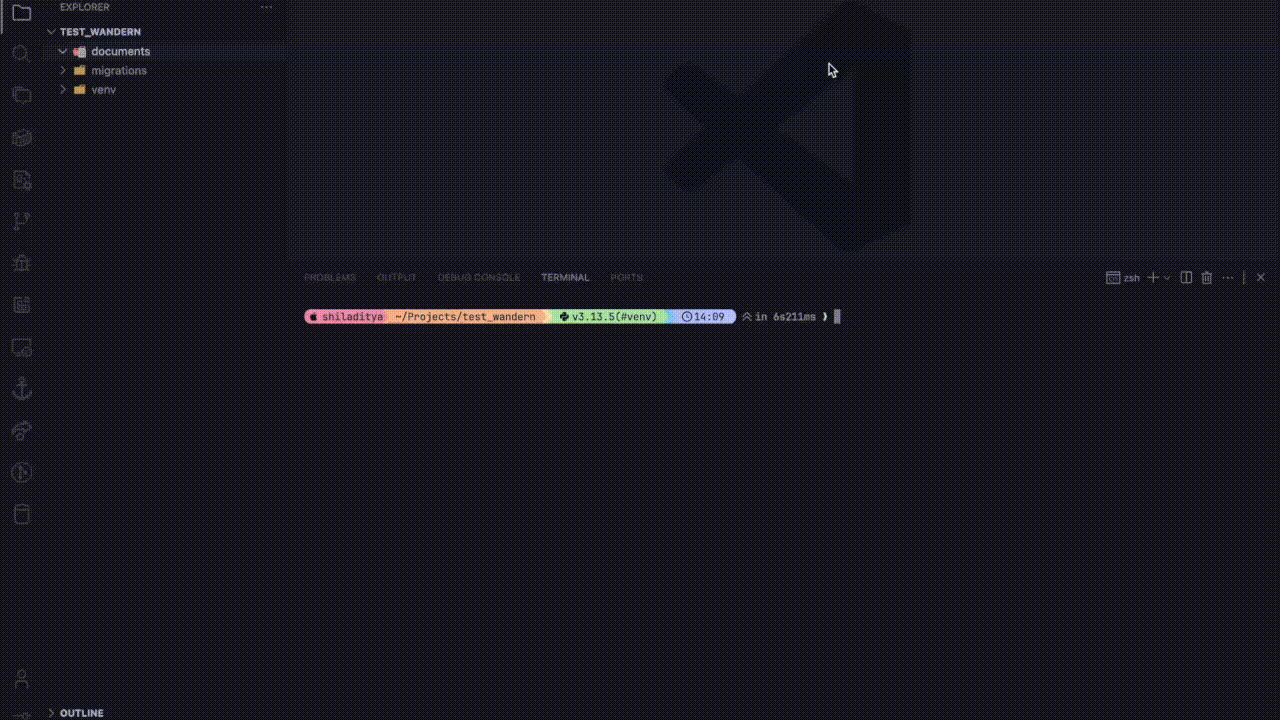 EXPLORER
TEST_WANDERN
documents
migrations
venv
PROBLEMS OUTPUT DEBUG CONSOLE TERMINAL PORTS
zsh
shiladitya ~/Projects/test_wandern v3.13.5(#venv) 14:09 in 6s211ms ❯
OUTLINE